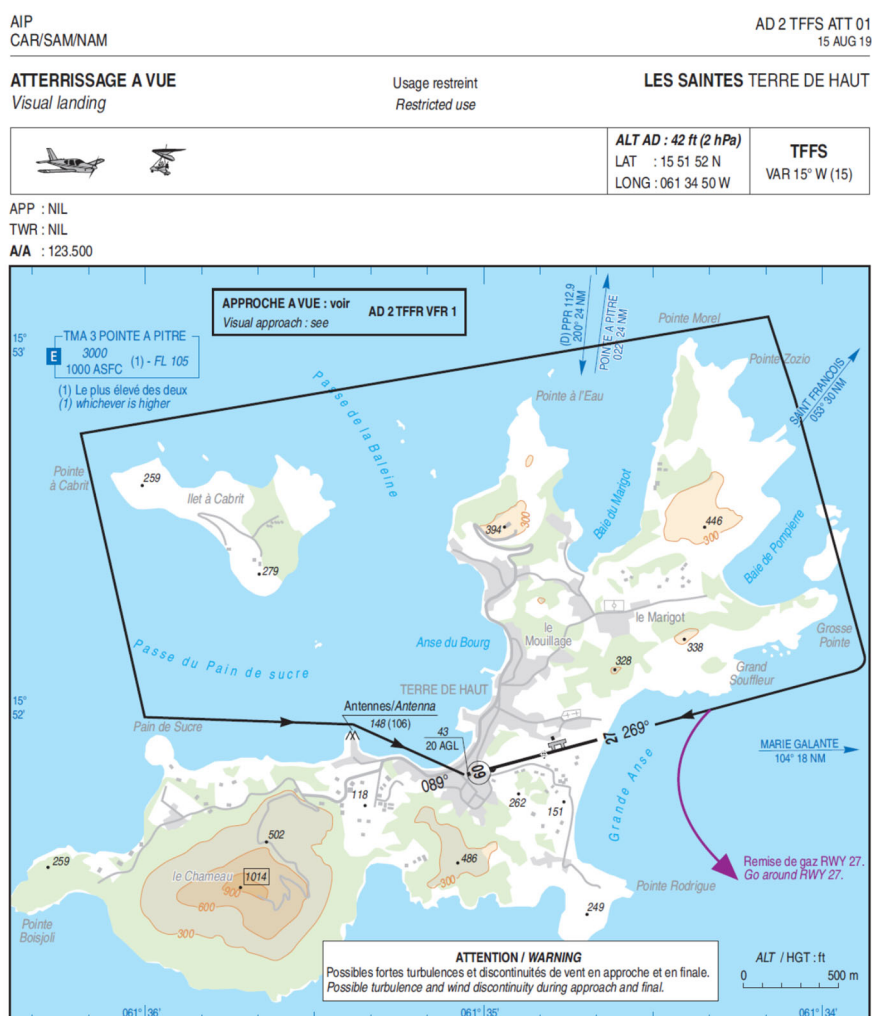 AIP
CAR/SAM/NAM
AD 2 TFFS ATT 01
15 AUG 19
ATTERRISSAGE A VUE
Visual landing
Usage restreint
Restricted use
LES SAINTES TERRE DE HAUT
ALT AD : 42 ft (2 hPa)
LAT : 15 51 52 N
LONG : 061 34 50 W
TFFS
VAR 15° W (15)
APP : NIL
TWR : NIL
A/A : 123.500
APPROCHE A VUE : voir
Visual approach : see
AD 2 TFFR VFR 1
(D) PPR 112.9
200° 24 NM
POINTE A PITRE
022° 24 NM
Pointe Morel
15°
53'
E
TMA 3 POINTE A PITRE
3000
1000 ASFC
(1) - FL 105
(1) Le plus élevé des deux
(1) whichever is higher
Pointe Zozio
SAINT FRANCOIS
053° 30 NM
Passe de la Baleine
Pointe à l'Eau
Pointe
à Cabrit
259
Ilet à Cabrit
279
394
300
Baie du Marigot
446
300
Baie de Pompierre
le Marigot
le
Mouillage
338
328
Grosse
Pointe
Grand
Souffleur
Anse du Bourg
Passe du Pain de sucre
TERRE DE HAUT
15°
52'
Antennes/Antenna
148 (106)
Pain de Sucre
43
20 AGL
27
269°
09
089°
MARIE GALANTE
104° 18 NM
Grande Anse
118
262
151
502
486
300
259
le Chameau
1014
900
600
300
Remise de gaz RWY 27.
Go around RWY 27.
Pointe Rodrigue
249
Pointe
Boisjoli
ATTENTION / WARNING
Possibles fortes turbulences et discontinuités de vent en approche et en finale.
Possible turbulence and wind discontinuity during approach and final.
ALT / HGT : ft
0 500 m
061° 36'
061° 35'
061° 34'